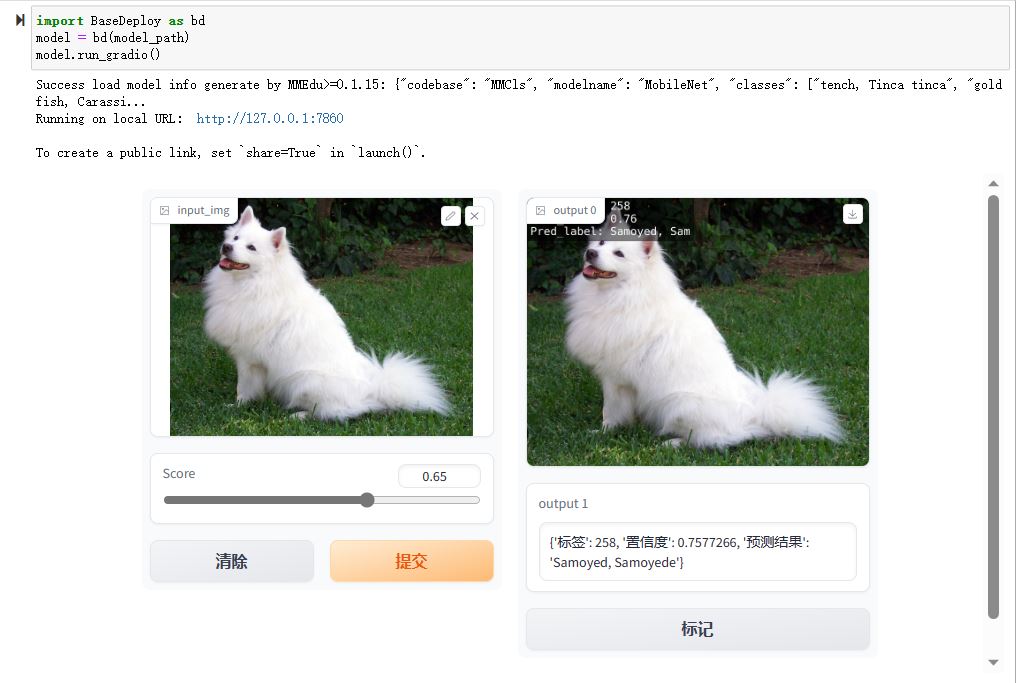 import BaseDeploy as bd
model = bd(model_path)
model.run_gradio()
Success load model info generate by MMEdu>=0.1.15: {"codebase": "MMCls", "modelname": "MobileNet", "classes": ["tench, Tinca tinca", "gold
fish, Carassi...
Running on local URL:  http://127.0.0.1:7860
To create a public link, set `share=True` in `launch()`.
input_img
Score
0.65
清除
提交
output 0
258
0.76
Pred_label: Samoyed, Sam
output 1
{'标签': 258, '置信度': 0.7577266, '预测结果':
'Samoyed, Samoyede'}
标记